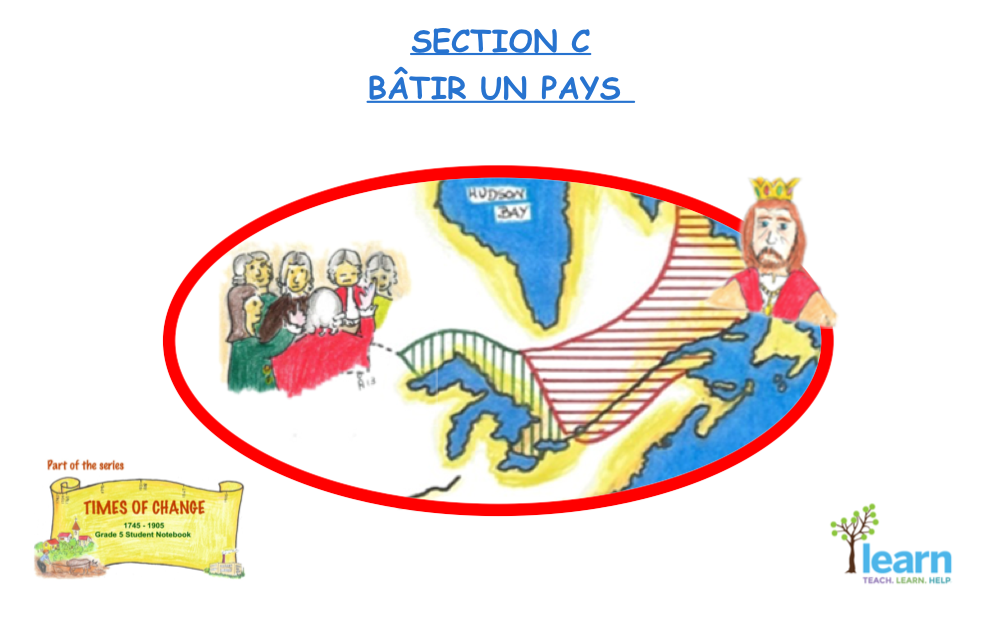 SECTION C
BÂTIR UN PAYS
HUDSON
BAY
Part of the series
TIMES OF CHANGE
1745 - 1905
Grade 5 Student Notebook
learn
TEACH. LEARN. HELP